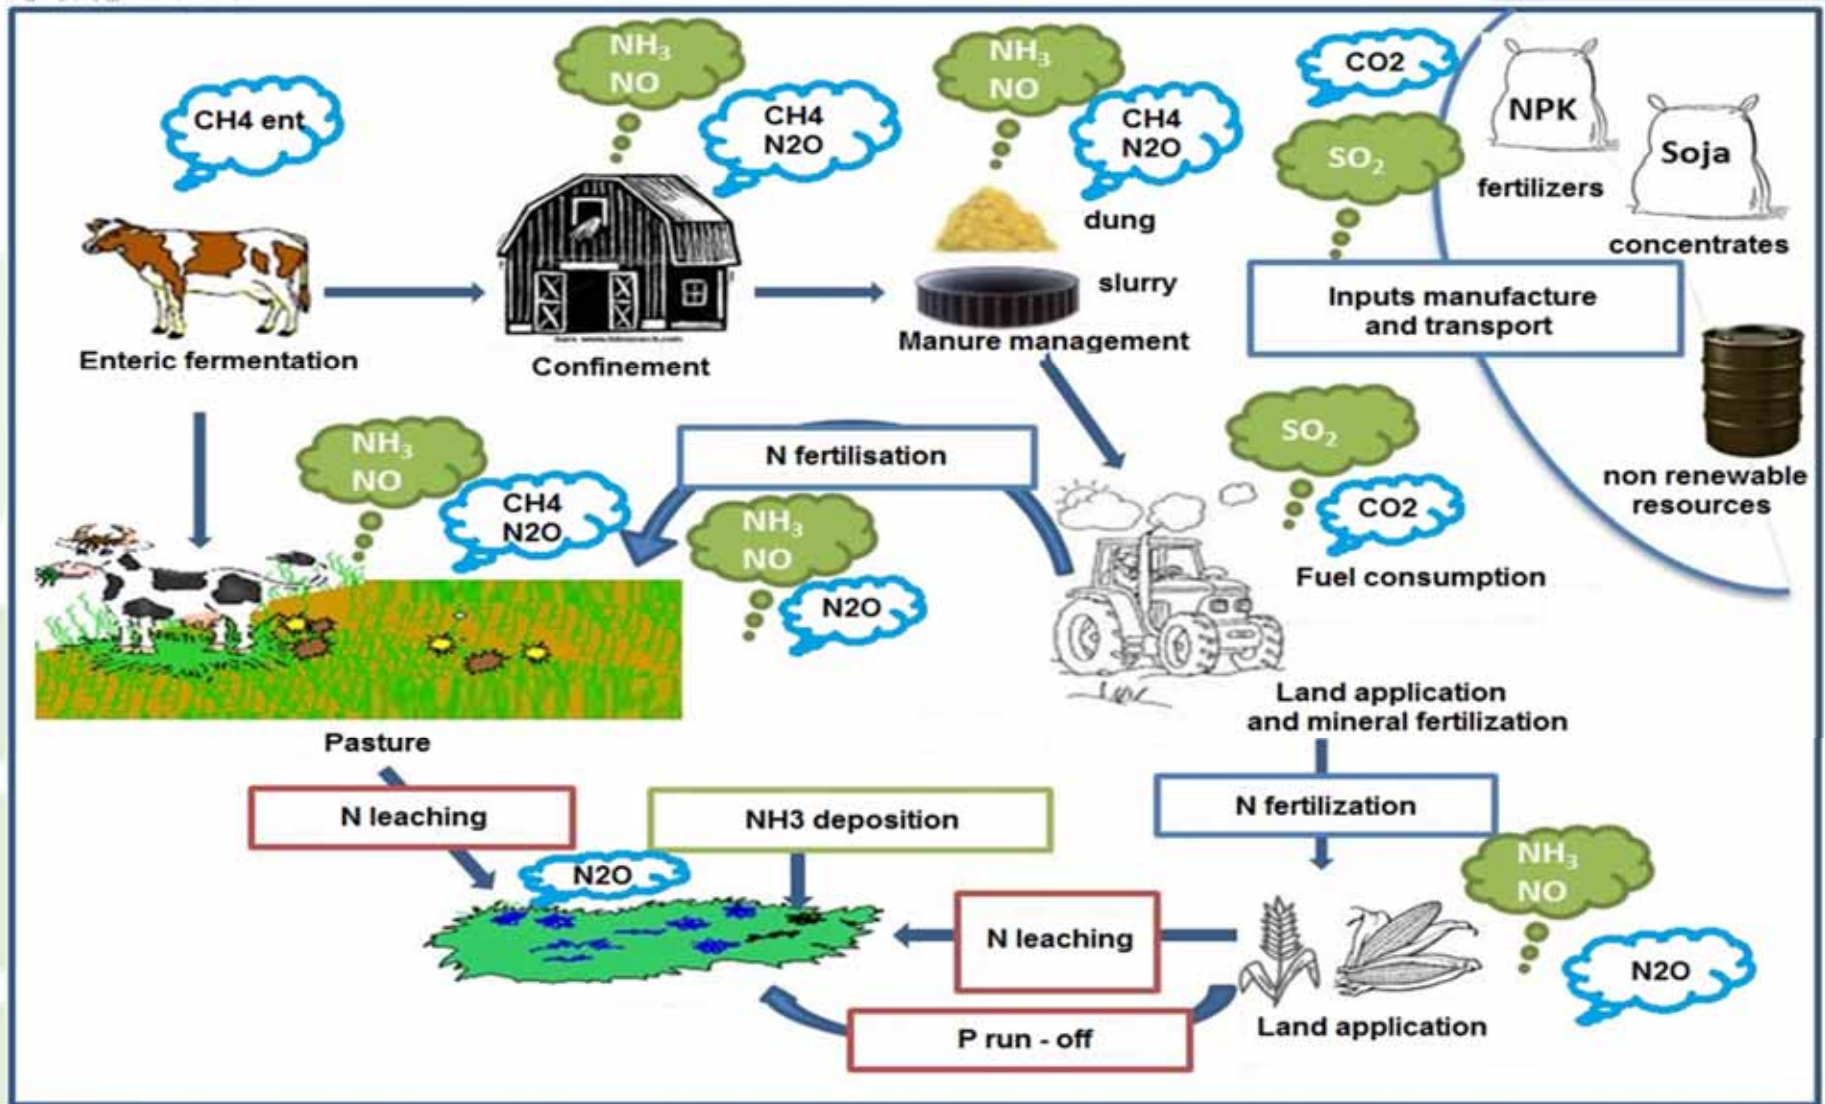 CH4 ent
NH₃
NO
CH4
N2O
NH₃
NO
CH4
N2O
CO2
SO₂
NPK
fertilizers
Soja
concentrates
dung
slurry
Enteric fermentation
Confinement
Manure management
Inputs manufacture
and transport
non renewable
resources
NH₃
NO
CH4
N2O
N fertilisation
NH₃
NO
N2O
SO₂
CO2
Fuel consumption
Land application
and mineral fertilization
Pasture
N leaching
NH3 deposition
N fertilization
N2O
N leaching
P run - off
NH₃
NO
N2O
Land application